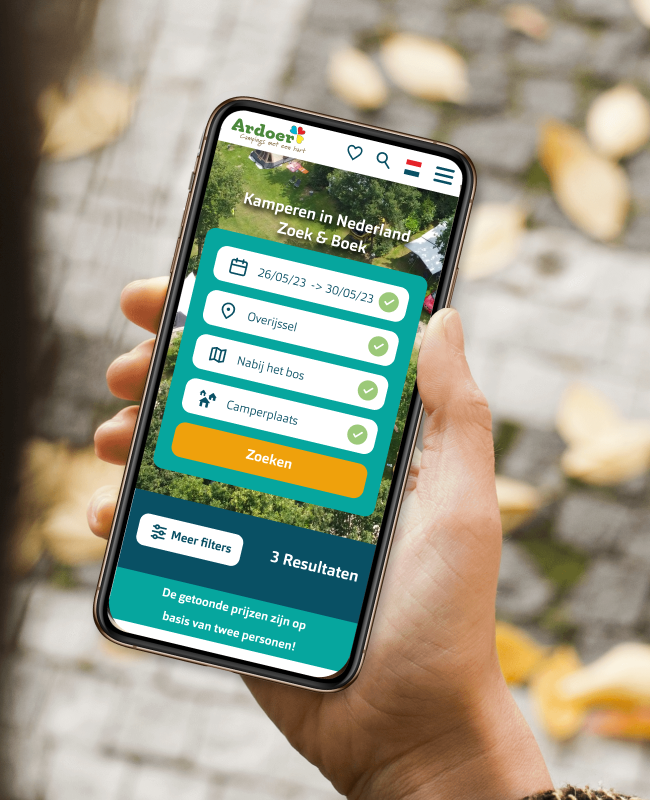 Ardoer
Campings met een hart
Kamperen in Nederland
Zoek & Boek
26/05/23 -> 30/05/23
Overijssel
Nabij het bos
Camperplaats
Zoeken
Meer filters
3 Resultaten
De getoonde prijzen zijn op
basis van twee personen!